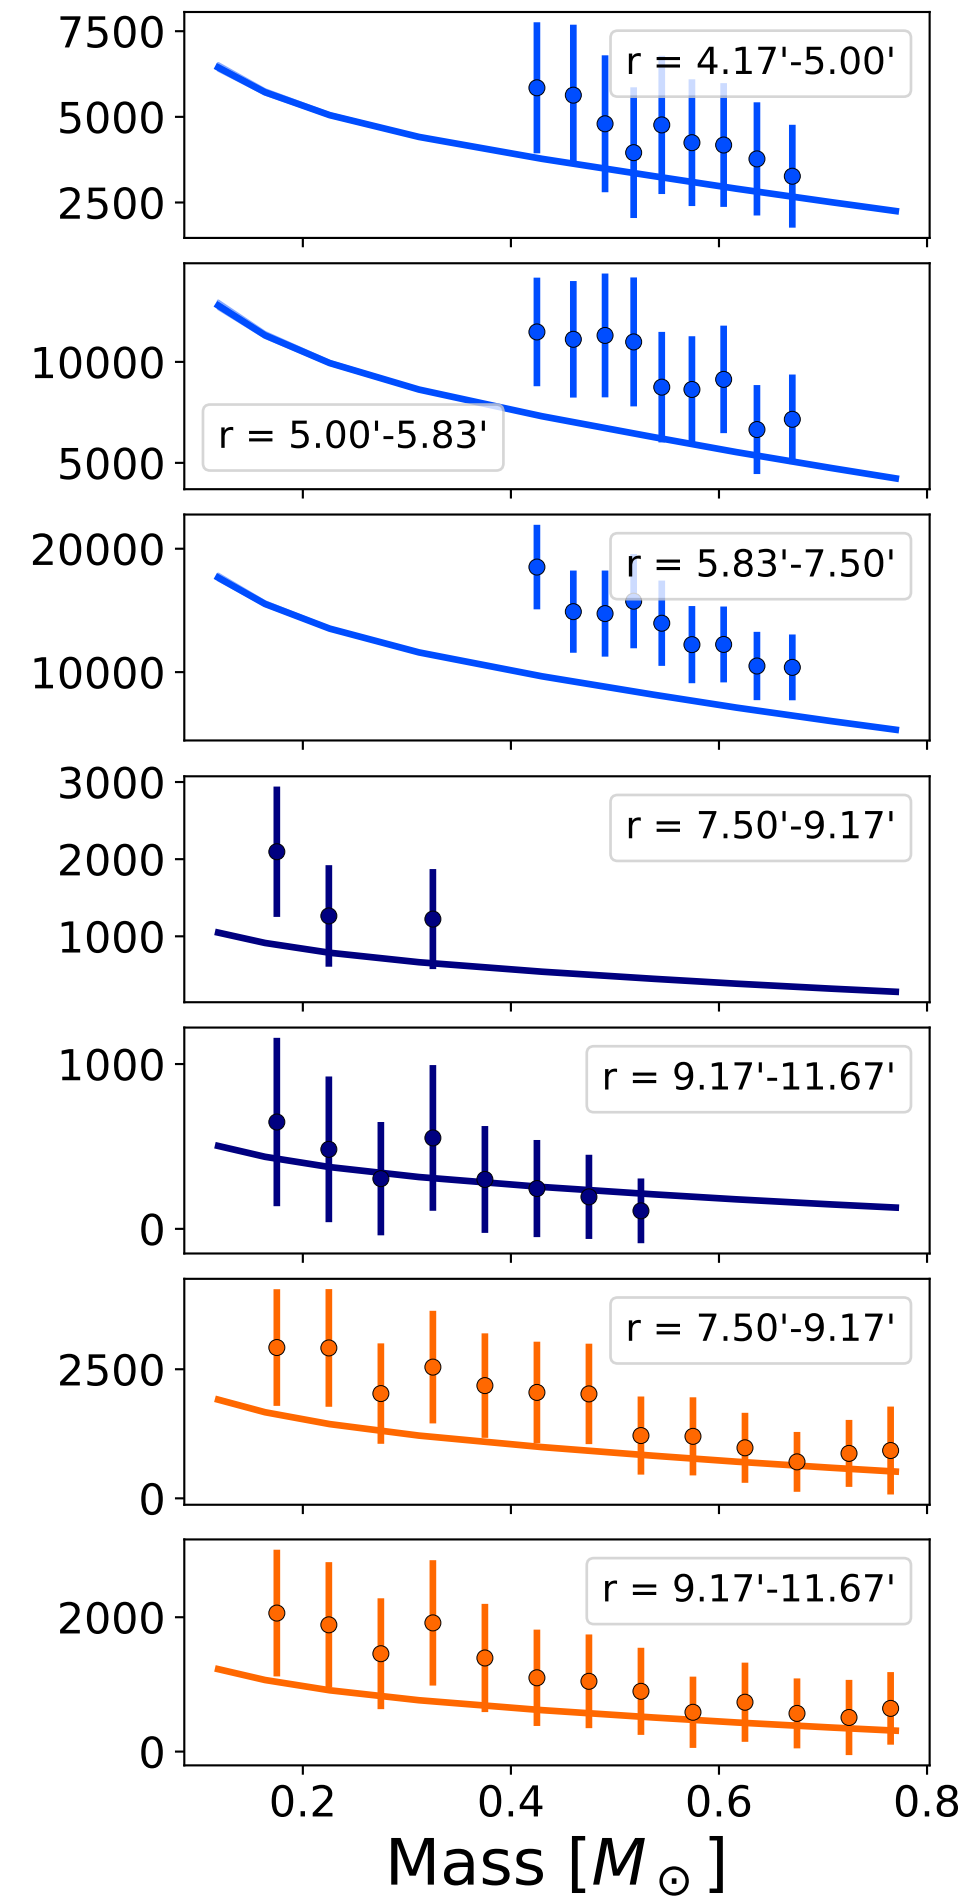 7500
r = 4.17'-5.00'
5000
2500
10000
r = 5.00'-5.83'
5000
20000
r = 5.83'-7.50'
10000
3000
r = 7.50'-9.17'
2000
1000
1000
r = 9.17'-11.67'
0
r = 7.50'-9.17'
2500
0
r = 9.17'-11.67'
2000
0
0.2 0.4 0.6 0.8
Mass [M⊙]